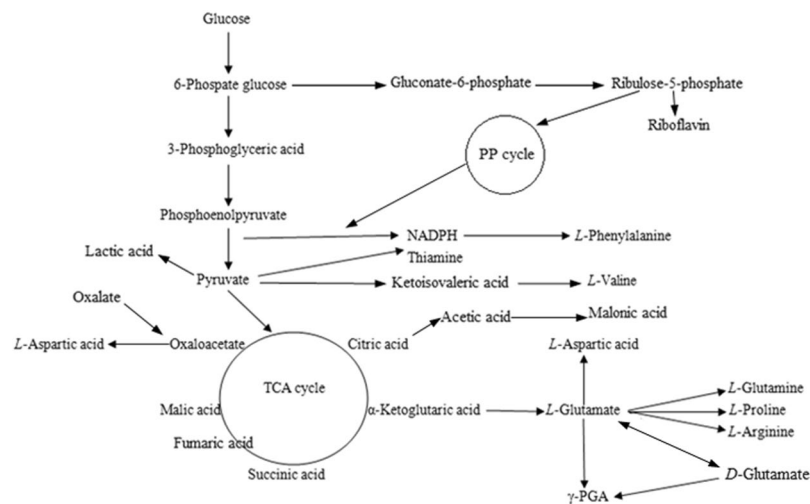 Glucose
6-Phospate glucose
Gluconate-6-phosphate
Ribulose-5-phosphate
Riboflavin
3-Phosphoglyceric acid
PP cycle
Phosphoenolpyruvate
NADPH
L-Phenylalanine
Lactic acid
Thiamine
Pyruvate
Ketoisovaleric acid
L-Valine
Oxalate
Acetic acid
Malonic acid
L-Aspartic acid
Oxaloacetate
Citric acid
L-Aspartic acid
TCA cycle
L-Glutamine
Malic acid
α-Ketoglutaric acid
L-Glutamate
L-Proline
L-Arginine
Fumaric acid
Succinic acid
D-Glutamate
γ-PGA